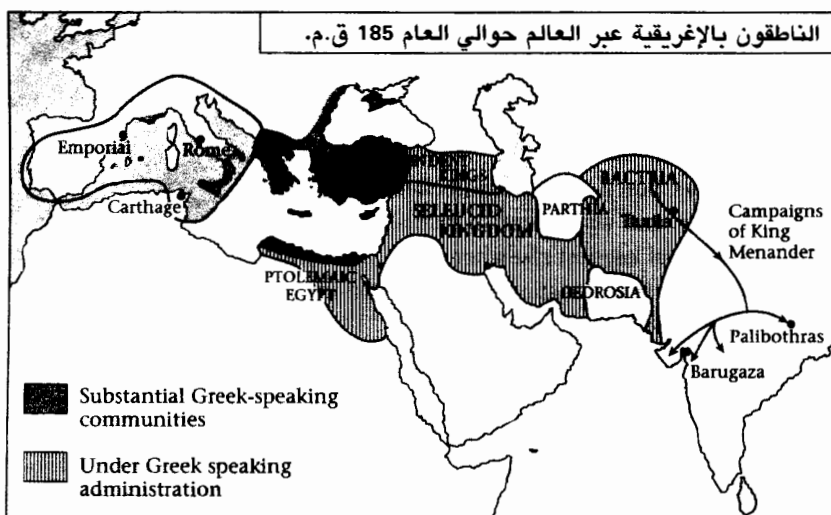 الناطقون بالإغريقية عبر العالم حوالي العام 185 ق.م.
Emporiai
Rome
Carthage
SELEUCID
KINGDOM
PARTHIA
BACTRIA
Taxila
Campaigns
of King
Menander
PTOLEMAIC
EGYPT
GEDROSIA
Palibothras
Barugaza
Substantial Greek-speaking
communities
Under Greek speaking
administration